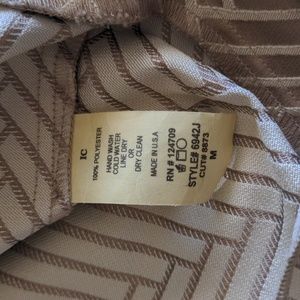 IC
100% POLYESTER
HAND WASH
COLD WATER
LINE DRY
OR
DRY CLEAN
MADE IN U.S.A
RN # 124709
STYLE# 6942J
CUT# 8873
M